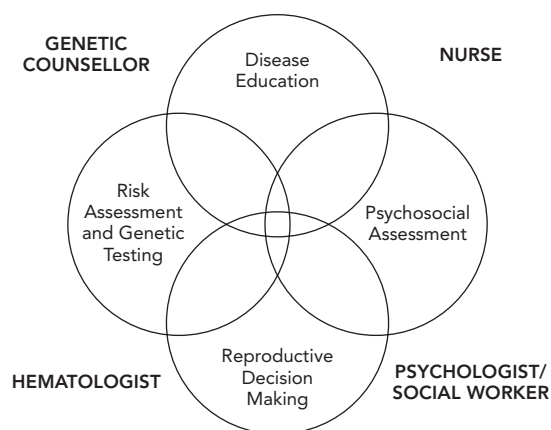 GENETIC
COUNSELLOR
NURSE
Disease
Education
Risk
Assessment
and Genetic
Testing
Psychosocial
Assessment
Reproductive
Decision
Making
HEMATOLOGIST
PSYCHOLOGIST/
SOCIAL WORKER